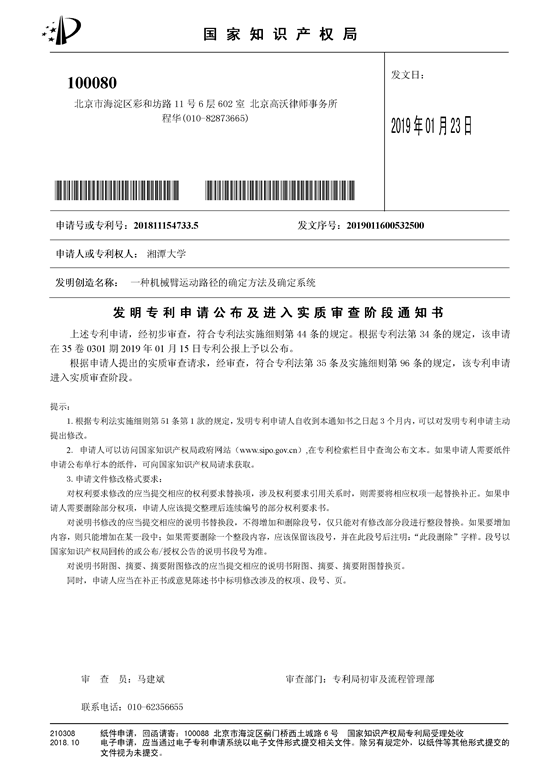 国家知识产权局
100080
北京市海淀区彩和坊路 11 号 6 层 602 室 北京高沃律师事务所
程华(010-82873665)
发文日：
2019 年 01 月 23 日
申请号或专利号：201811154733.5
发文序号：2019011600532500
申请人或专利权人： 湘潭大学
发明创造名称： 一种机械臂运动路径的确定方法及确定系统
发明专利申请公布及进入实质审查阶段通知书
上述专利申请，经初步审查，符合专利法实施细则第 44 条的规定。根据专利法第 34 条的规定，该申请
在 35 卷 0301 期 2019 年 01 月 15 日专利公报上予以公布。
根据申请人提出的实质审查请求，经审查，符合专利法第 35 条及实施细则第 96 条的规定，该专利申请
进入实质审查阶段。
提示：
1. 根据专利法实施细则第 51 条第 1 款的规定，发明专利申请人自收到本通知书之日起 3 个月内，可以对发明专利申请主动
提出修改。
2. 申请人可以访问国家知识产权局政府网站（www.sipo.gov.cn）,在专利检索栏目中查询公布文本。如果申请人需要纸件
申请公布单行本的纸件，可向国家知识产权局请求获取。
3. 申请文件修改格式要求：
对权利要求修改的应当提交相应的权利要求替换项，涉及权利要求引用关系时，则需要将相应权项一起替换补正。如果申
请人需要删除部分权项，申请人应该提交整理后连续编号的部分权利要求书。
对说明书修改的应当提交相应的说明书替换段，不得增加和删除段号，仅只能对有修改部分段进行整段替换。如果要增加
内容，则只能增加在某一段中；如果需要删除一个整段内容，应该保留该段号，并在此段号后注明：“此段删除”字样。段号以
国家知识产权局回传的或公布/授权公告的说明书段号为准。
对说明书附图、摘要、摘要附图修改的应当提交相应的说明书附图、摘要、摘要附图替换页。
同时，申请人应当在补正书或意见陈述书中标明修改涉及的权项、段号、页。
审 查 员：马建斌
审查部门：专利局初审及流程管理部
联系电话：010-62356655
210308 纸件申请，回函请寄：100088 北京市海淀区蓟门桥西土城路 6 号 国家知识产权局专利局受理处收
2018.10 电子申请，应当通过电子专利申请系统以电子文件形式提交相关文件。除另有规定外，以纸件等其他形式提交的
文件视为未提交。